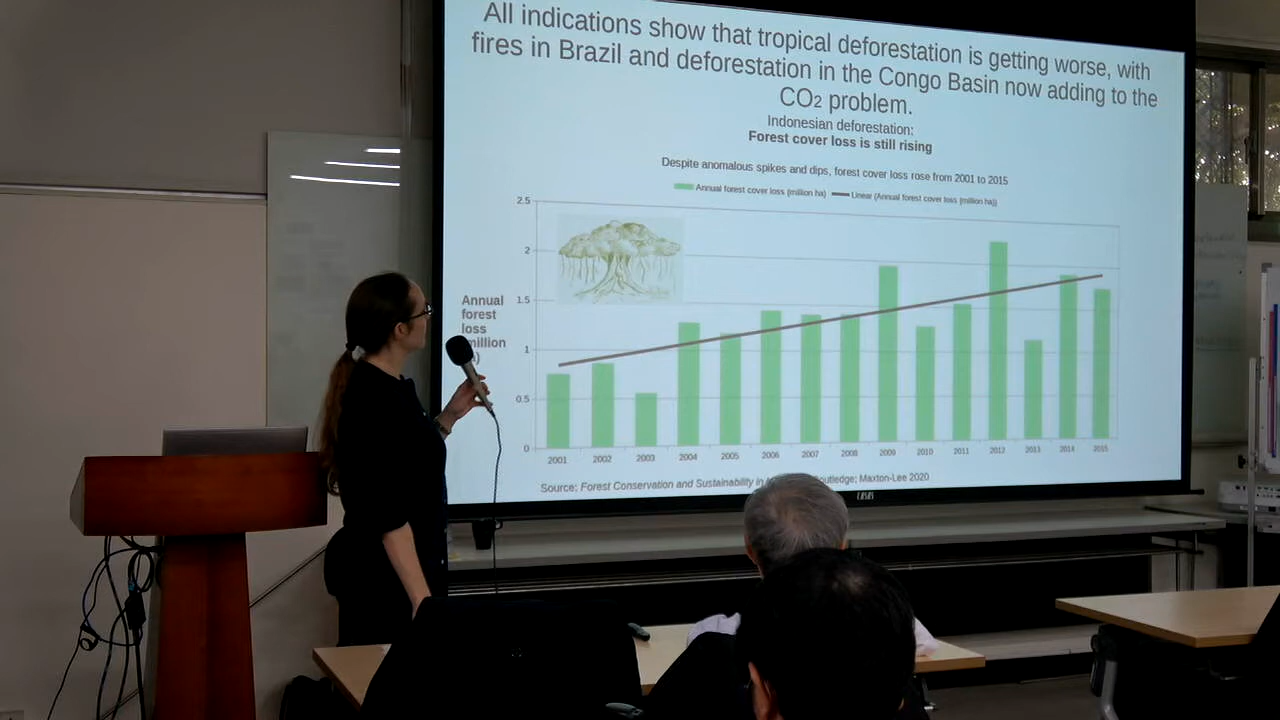 All indications show that tropical deforestation is getting worse, with
fires in Brazil and deforestation in the Congo Basin now adding to the
CO2 problem.
Indonesian deforestation:
Forest cover loss is still rising
Despite anomalous spikes and dips, forest cover loss rose from 2001 to 2015
Annual forest cover loss (million ha) Linear (Annual forest cover loss (million ha))
2.5
2
1.5
1
0.5
0
Annual
forest
loss
2001 2002 2003 2004 2005 2006 2007 2008 2009 2010 2011 2012 2013 2014 2015
Source: Forest Conservation and Sustainability in Maxton-Lee 2020